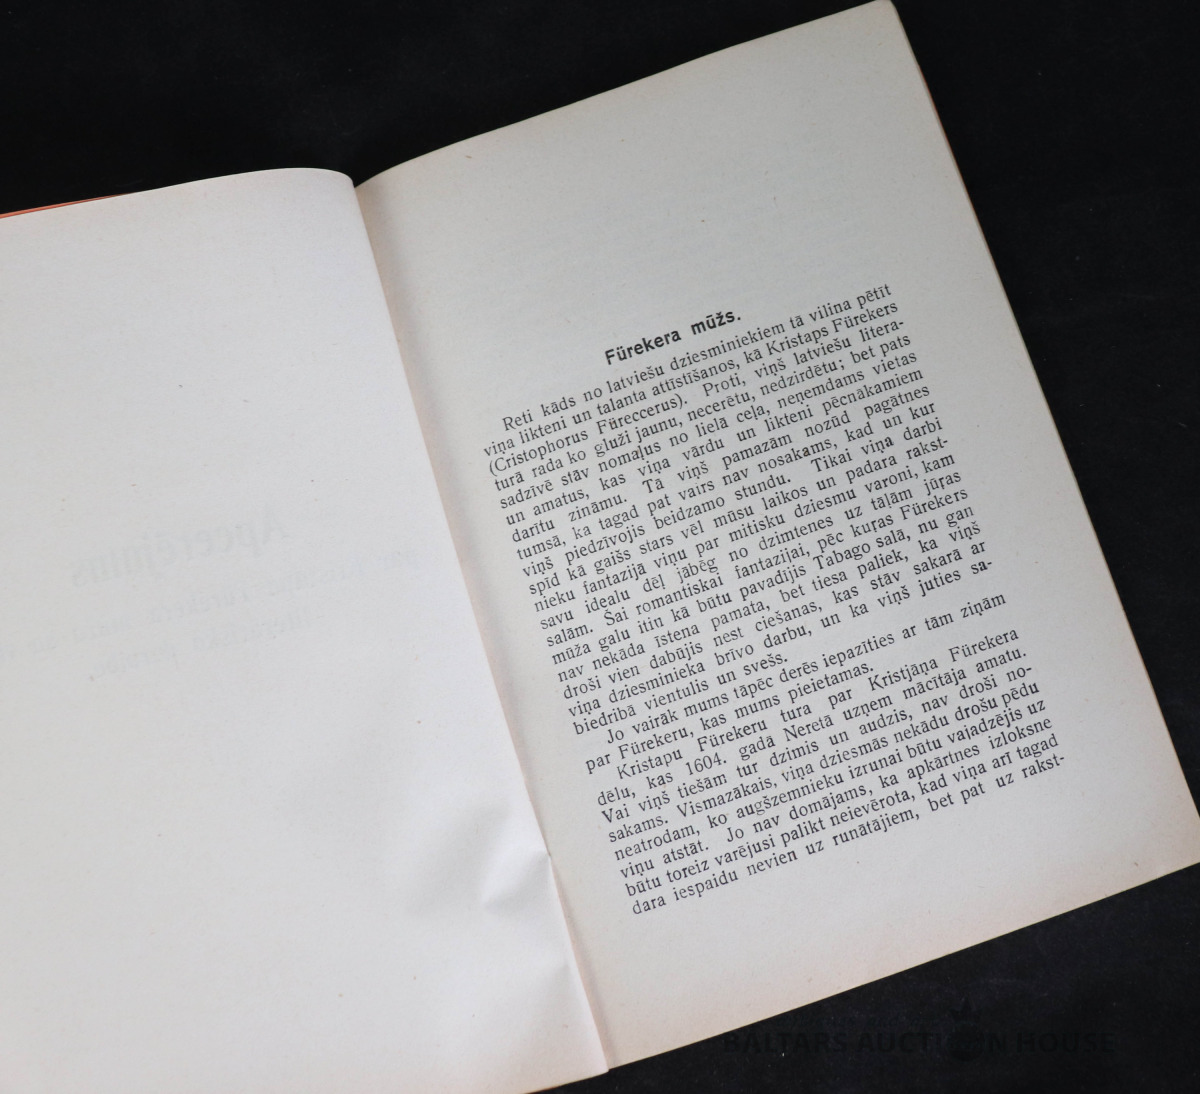 Fürekera mūžs.
Reti kāds no latviešu dziesminiekiem tā vilina pētīt
viņa likteni un talanta attīstīšanos, kā Kristaps Fürekers
(Cristophorus Füreccerus). Proti, viņš latviešu litera-
turā rada ko gluži jaunu, necerētu, nedzirdētu; bet pats
sadzīvē stāv nomaļus no lielā ceļa, neņemdams vietas
un amatus, kas viņa vārdu un likteni pēcnākamiem
darītu zināmu. Tā viņš pamazām nozūd pagātnes
tumsā, ka tagad pat vairs nav nosakams, kad un kur
viņš piedzīvojis beidzamo stundu. Tikai viņa darbi
spīd kā gaišs stars vēl mūsu laikos un padara rakst-
nieku fantazijā viņu par mitisku dziesmu varoni, kam
savu idealu dēļ jābēg no dzimtenes uz tāļām jūras
salām. Šai romantiskai fantazijai, pēc kuŗas Fürekers
mūža galu itin kā būtu pavadījis Tabago salā, nu gan
nav nekāda īstena pamata, bet tiesa paliek, ka viņš
droši vien dabūjis nest ciešanas, kas stāv sakarā ar
viņa dziesminieka brīvo darbu, un ka viņš juties sa-
biedrībā vientulis un svešs.
Jo vairāk mums tāpēc derēs iepazīties ar tām ziņām
par Fürekeru, kas mums pieietamas.
Kristapu Fürekeru tura par Kristjāņa Fürekera
dēlu, kas 1604. gadā Neretā uzņem mācītāja amatu.
Vai viņš tiešām tur dzimis un audzis, nav droši no-
sakams. Vismazākais, viņa dziesmās nekādu drošu pēdu
neatrodam, ko augšzemnieku izrunai būtu vajadzējis uz
viņu atstāt. Jo nav domājams, ka apkārtnes izloksne
būtu toreiz varējusi palikt neievērota, kad viņa arī tagad
dara iespaidu nevien uz runātājiem, bet pat uz rakst-
BALTARS AUCTION HOUSE